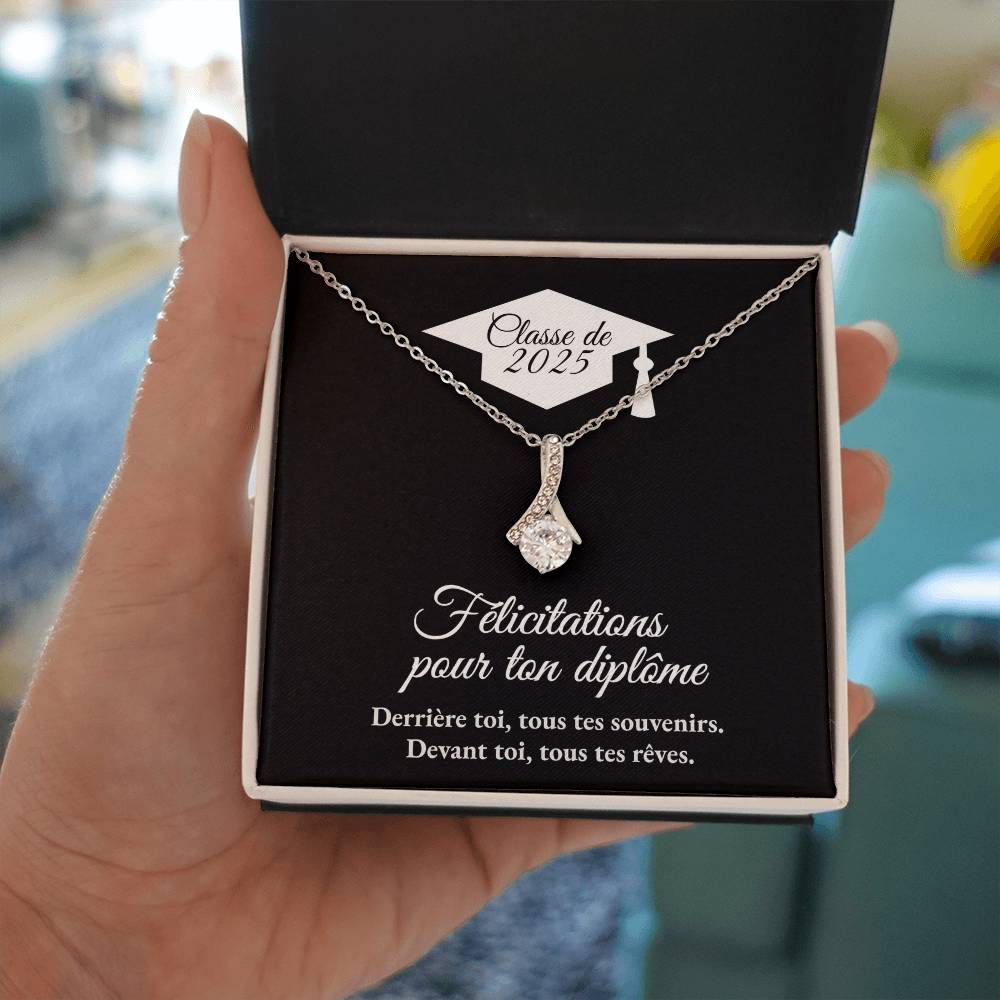 Classe de
2025
Félicitations
pour ton diplôme
Derrière toi, tous tes souvenirs.
Devant toi, tous tes rêves.